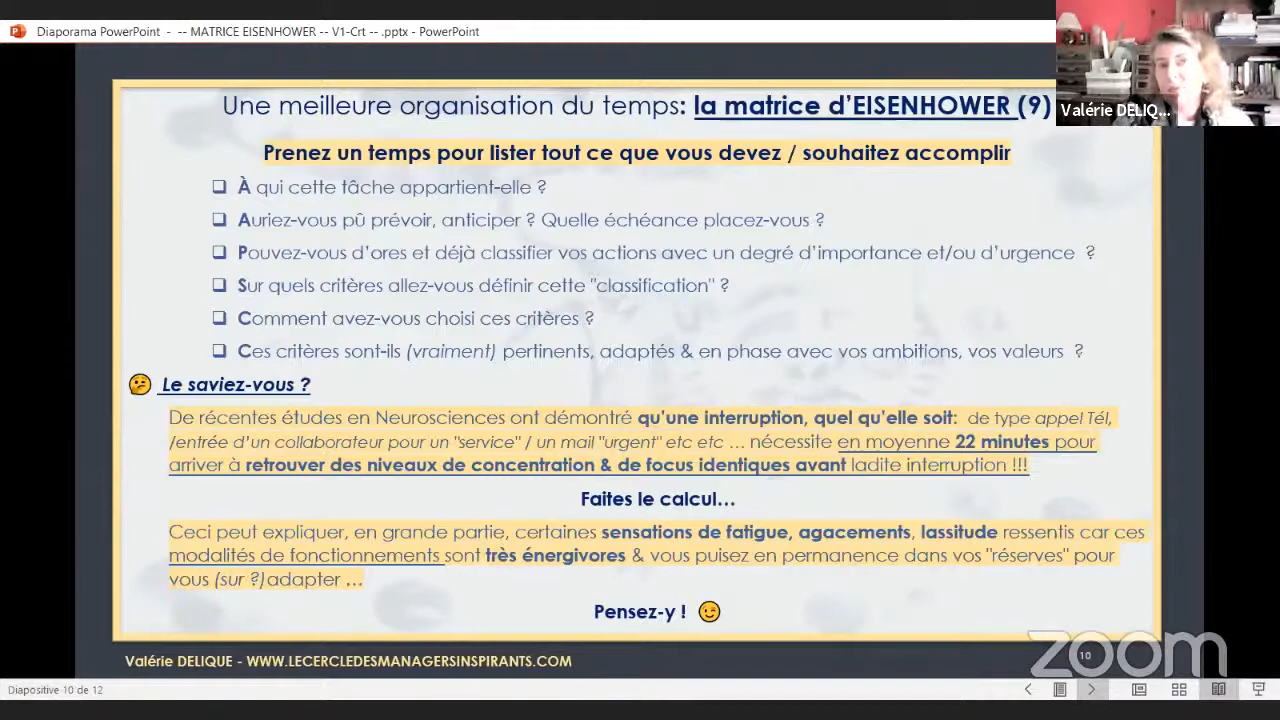 Diaporama PowerPoint - -- MATRICE EISENHOWER -- V1-Crt -- .pptx - PowerPoint
Valérie DELIQ...
Une meilleure organisation du temps: la matrice d'EISENHOWER (9)
Prenez un temps pour lister tout ce que vous devez / souhaitez accomplir
❑ À qui cette tâche appartient-elle ?
❑ Auriez-vous pû prévoir, anticiper ? Quelle échéance placez-vous ?
❑ Pouvez-vous d'ores et déjà classifier vos actions avec un degré d'importance et/ou d'urgence ?
❑ Sur quels critères allez-vous définir cette "classification" ?
❑ Comment avez-vous choisi ces critères ?
❑ Ces critères sont-ils (vraiment) pertinents, adaptés & en phase avec vos ambitions, vos valeurs ?
🤔 Le saviez-vous ?
De récentes études en Neurosciences ont démontré qu'une interruption, quel qu'elle soit: de type appel Tél,
/entrée d'un collaborateur pour un "service" / un mail "urgent" etc etc ... nécessite en moyenne 22 minutes pour
arriver à retrouver des niveaux de concentration & de focus identiques avant ladite interruption !!!
Faites le calcul...
Ceci peut expliquer, en grande partie, certaines sensations de fatigue, agacements, lassitude ressentis car ces
modalités de fonctionnements sont très énergivores & vous puisez en permanence dans vos "réserves" pour
vous (sur ?)adapter ...
Pensez-y ! 😉
Valérie DELIQUE - WWW.LECERCLEDESMANAGERSINSPIRANTS.COM
10
zoom
Diapositive 10 de 12